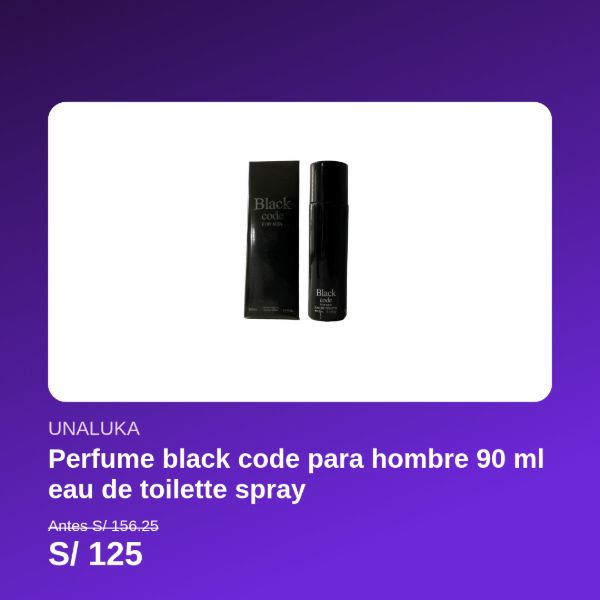 Black
code
FOR MEN
Black
code
UNALUKA
Perfume black code para hombre 90 ml
eau de toilette spray
Antes S/ 156.25
S/ 125